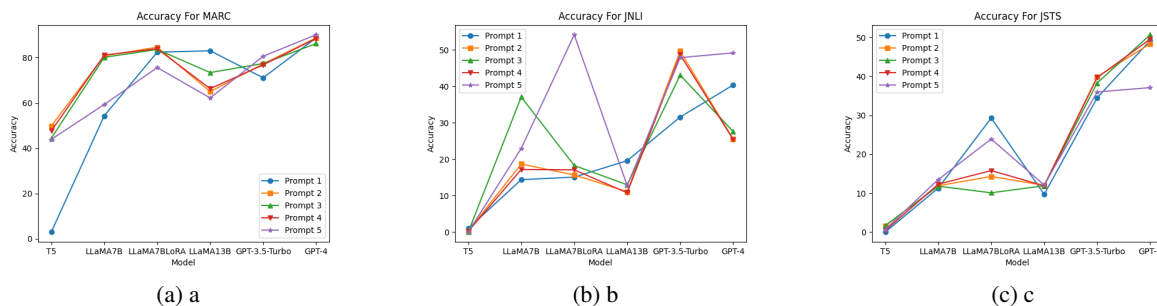 Accuracy For MARC
Accuracy
80
60
40
20
0
Prompt 1
Prompt 2
Prompt 3
Prompt 4
Prompt 5
T5 LLaMA7B LLaMA7BLoRA LLaMA13B GPT-3.5-Turbo GPT-4
Model
(a) a
Accuracy For JNLI
Accuracy
50
40
30
20
10
0
Prompt 1
Prompt 2
Prompt 3
Prompt 4
Prompt 5
T5 LLaMA7B LLaMA7BLoRA LLaMA13B GPT-3.5-Turbo GPT-4
Model
(b) b
Accuracy For JSTS
Accuracy
50
40
30
20
10
0
Prompt 1
Prompt 2
Prompt 3
Prompt 4
Prompt 5
T5 LLaMA7B LLaMA7BLoRA LLaMA13B GPT-3.5-Turbo
Model
(c) c